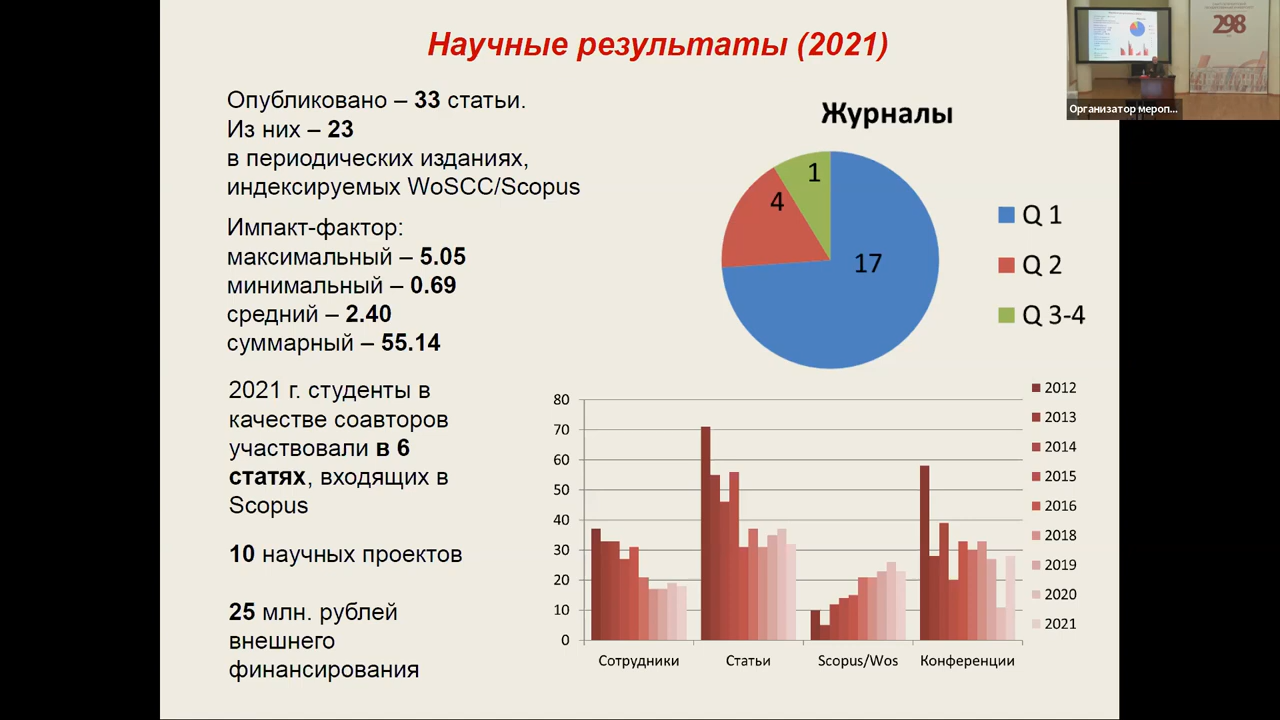 Научные результаты (2021)
Опубликовано – 33 статьи.
Из них – 23
в периодических изданиях,
индексируемых WoSCC/Scopus
Импакт-фактор:
максимальный – 5.05
минимальный – 0.69
средний – 2.40
суммарный – 55.14
2021 г. студенты в
качестве соавторов
участвовали в 6
статях, входящих в
Scopus
10 научных проектов
25 млн. рублей
внешнего
финансирования
Журналы
1
4
17
Q 1
Q 2
Q 3-4
80
70
60
50
40
30
20
10
0
Сотрудники
Статьи
Scopus/Wos
Конференции
2012
2013
2014
2015
2016
2018
2019
2020
2021
298
Организатор мероп...